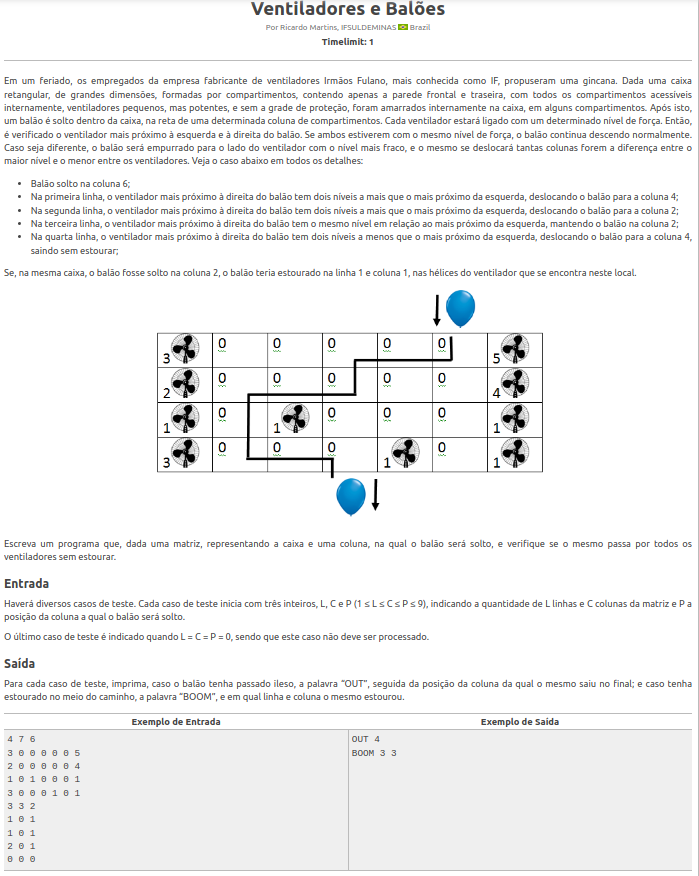 Ventiladores e Balões
Por Ricardo Martins, IFSULDEMINAS Brazil
Timelimit: 1
Em um feriado, os empregados da empresa fabricante de ventiladores Irmãos Fulano, mais conhecida como IF, propuseram uma gincana. Dada uma caixa
retangular, de grandes dimensões, formadas por compartimentos, contendo apenas a parede frontal e traseira, com todos os compartimentos acessíveis
internamente, ventiladores pequenos, mas potentes, e sem a grade de proteção, foram amarrados internamente na caixa, em alguns compartimentos. Após isto,
um balão é solto dentro da caixa, na reta de uma determinada coluna de compartimentos. Cada ventilador estará ligado com um determinado nível de força. Então,
é verificado o ventilador mais próximo à esquerda e à direita do balão. Se ambos estiverem com o mesmo nível de força, o balão continua descendo normalmente.
Caso seja diferente, o balão será empurrado para o lado do ventilador com o nível mais fraco, e o mesmo se deslocará tantas colunas forem a diferença entre o
maior nível e o menor entre os ventiladores. Veja o caso abaixo em todos os detalhes:
• Balão solto na coluna 6;
• Na primeira linha, o ventilador mais próximo à direita do balão tem dois níveis a mais que o mais próximo da esquerda, deslocando o balão para a coluna 4;
• Na segunda linha, o ventilador mais próximo à direita do balão tem dois níveis a mais que o mais próximo da esquerda, deslocando o balão para a coluna 2;
• Na terceira linha, o ventilador mais próximo à direita do balão tem o mesmo nível em relação ao mais próximo da esquerda, mantendo o balão na coluna 2;
• Na quarta linha, o ventilador mais próximo à direita do balão tem dois níveis a menos que o mais próximo da esquerda, deslocando o balão para a coluna 4,
saindo sem estourar;
Se, na mesma caixa, o balão fosse solto na coluna 2, o balão teria estourado na linha 1 e coluna 1, nas hélices do ventilador que se encontra neste local.
3 0 0 0 0 0 5
2 0 0 0 0 0 4
1 0 1 0 0 0 1
3 0 0 0 1 0 1
Escreva um programa que, dada uma matriz, representando a caixa e uma coluna, na qual o balão será solto, e verifique se o mesmo passa por todos os
ventiladores sem estourar.
Entrada
Haverá diversos casos de teste. Cada caso de teste inicia com três inteiros, L, C e P (1 ≤ L ≤ C ≤ P ≤ 9), indicando a quantidade de L linhas e C colunas da matriz e P a
posição da coluna a qual o balão será solto.
O último caso de teste é indicado quando L = C = P = 0, sendo que este caso não deve ser processado.
Saída
Para cada caso de teste, imprima, caso o balão tenha passado ileso, a palavra "OUT", seguida da posição da coluna da qual o mesmo saiu no final; e caso tenha
estourado no meio do caminho, a palavra "BOOM", e em qual linha e coluna o mesmo estourou.
Exemplo de Entrada Exemplo de Saída
4 7 6 OUT 4
3 0 0 0 0 0 5 BOOM 3 3
2 0 0 0 0 0 4
1 0 1 0 0 0 1
3 0 0 0 1 0 1
3 3 2
1 0 1
1 0 1
2 0 1
0 0 0